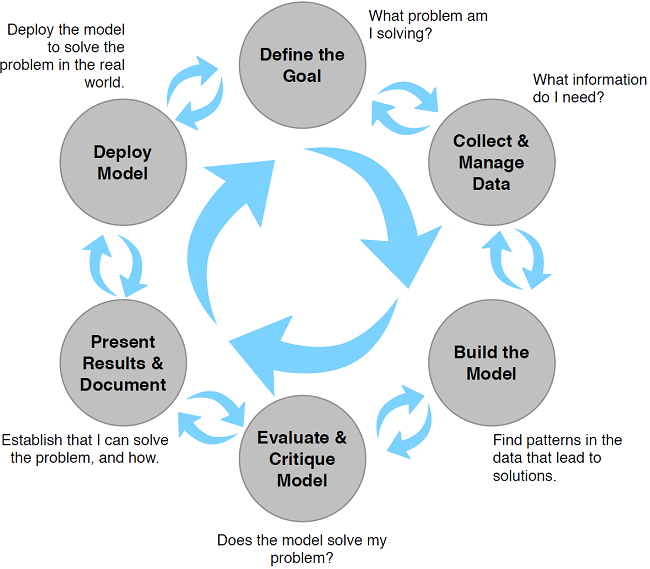 What problem am
I solving?
Define the
Goal
What information
do I need?
Collect &
Manage
Data
Build the
Model
Find patterns in the
data that lead to
solutions.
Evaluate &
Critique
Model
Does the model solve my
problem?
Present
Results &
Document
Establish that I can solve
the problem, and how.
Deploy
Model
Deploy the model
to solve the
problem in the real
world.